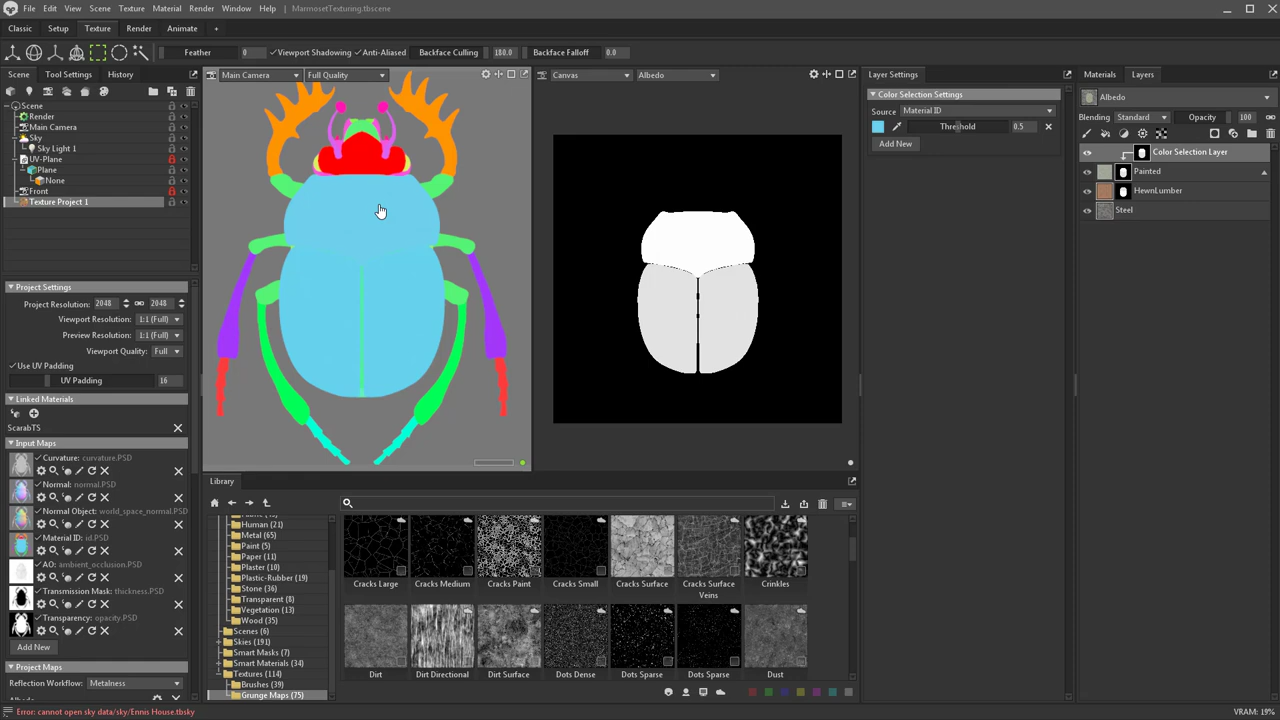 File Edit View Scene Texture Material Render Window Help MarmosetTexturing.tbscene
Classic Setup Texture Render Animate +
Feather 0 Viewport Shadowing Anti-Aliased Backface Culling 180.0 Backface Falloff 0.0
Scene Tool Settings History
Main Camera Full Quality
Canvas Albedo
Layer Settings
Materials Layers
Scene
Render
Main Camera
Sky
Sky Light 1
UV-Plane
Plane
None
Front
Texture Project 1
Color Selection Settings
Source Material ID
Threshold 0.5
Add New
Albedo
Blending Standard Opacity 100
Color Selection Layer
Painted
HewnLumber
Steel
Project Settings
Project Resolution: 2048 2048
Viewport Resolution: 1:1 (Full)
Preview Resolution: 1:1 (Full)
Viewport Quality: Full
Use UV Padding
UV Padding 16
Linked Materials
ScarabTS
Input Maps
Curvature: curvature.PSD
Normal: normal.PSD
Normal Object: world_space_normal.PSD
Material ID: id.PSD
AO: ambient_occlusion.PSD
Transmission Mask: thickness.PSD
Transparency: opacity.PSD
Add New
Project Maps
Reflection Workflow: Metalness
Library
Human (21)
Metal (65)
Paint (5)
Paper (11)
Plaster (10)
Plastic-Rubber (19)
Stone (36)
Transparent (8)
Vegetation (13)
Wood (35)
Scenes (6)
Skies (191)
Smart Masks (7)
Smart Materials (34)
Textures (114)
Brushes (39)
Grunge Maps (75)
Cracks Large Cracks Medium Cracks Paint Cracks Small Cracks Surface Cracks Surface Veins Crinkles
Dirt Dirt Directional Dirt Surface Dots Dense Dots Sparse Dots Sparse Dust
Error: cannot open sky data/sky/Ennis House.tbsky
VRAM: 19%